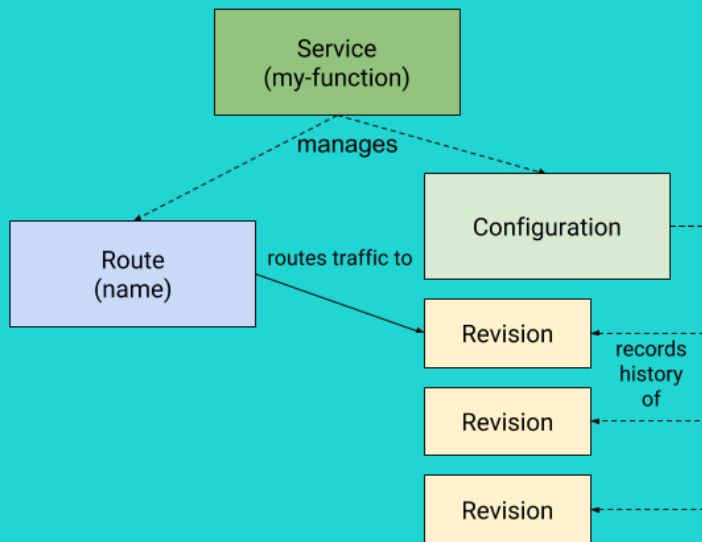 Service
(my-function)
manages
Configuration
Route
(name)
routes traffic to
Revision
records
history
of
Revision
Revision